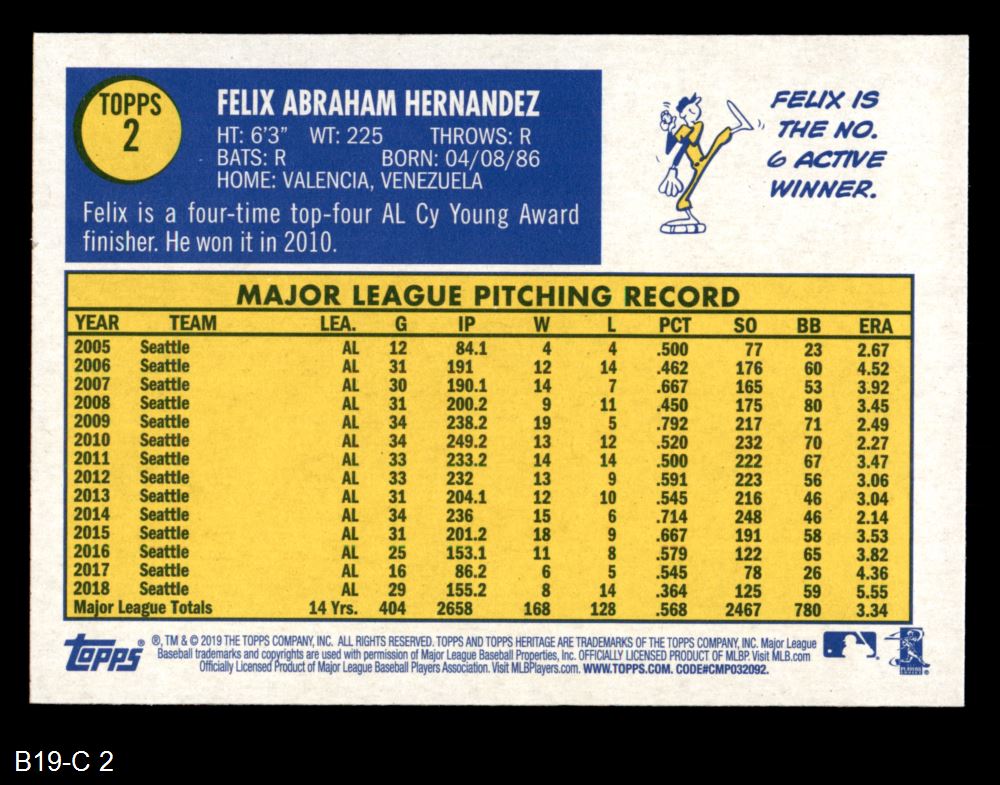 TOPPS
2
FELIX ABRAHAM HERNANDEZ
HT: 6'3" WT: 225 THROWS: R
BATS: R BORN: 04/08/86
HOME: VALENCIA, VENEZUELA
Felix is a four-time top-four AL Cy Young Award
finisher. He won it in 2010.
FELIX IS
THE NO.
6 ACTIVE
WINNER.
MAJOR LEAGUE PITCHING RECORD
YEAR TEAM LEA. G IP W L PCT SO BB ERA
2005 Seattle AL 12 84.1 4 4 .500 77 23 2.67
2006 Seattle AL 31 191 12 14 .462 176 60 4.52
2007 Seattle AL 30 190.1 14 7 .667 165 53 3.92
2008 Seattle AL 31 200.2 9 11 .450 175 80 3.45
2009 Seattle AL 34 238.2 19 5 .792 217 71 2.49
2010 Seattle AL 34 249.2 13 12 .520 232 70 2.27
2011 Seattle AL 33 233.2 14 14 .500 222 67 3.47
2012 Seattle AL 33 232 13 9 .591 223 56 3.06
2013 Seattle AL 31 204.1 12 10 .545 216 46 3.04
2014 Seattle AL 34 236 15 6 .714 248 46 2.14
2015 Seattle AL 31 201.2 18 9 .667 191 58 3.53
2016 Seattle AL 25 153.1 11 8 .579 122 65 3.82
2017 Seattle AL 16 86.2 6 5 .545 78 26 4.36
2018 Seattle AL 29 155.2 8 14 .364 125 59 5.55
Major League Totals 14 Yrs. 404 2658 168 128 .568 2467 780 3.34
Topps ® ®, TM & © 2019 THE TOPPS COMPANY, INC. ALL RIGHTS RESERVED. TOPPS AND TOPPS HERITAGE ARE TRADEMARKS OF THE TOPPS COMPANY, INC. Major League
Baseball trademarks and copyrights are used with permission of Major League Baseball Properties, Inc. OFFICIALLY LICENSED PRODUCT OF MLBP. Visit MLB.com
Officially Licensed Product of Major League Baseball Players Association. Visit MLBPlayers.com. WWW.TOPPS.COM. CODE#CMP032092.
B19-C 2